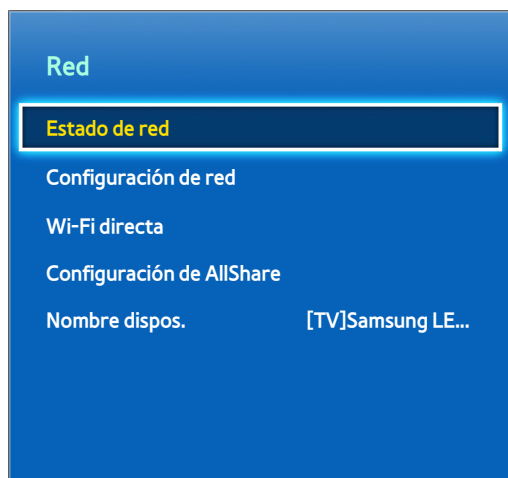 Red
Estado de red
Configuración de red
Wi-Fi directa
Configuración de AllShare
Nombre dispos. [TV]Samsung LE...